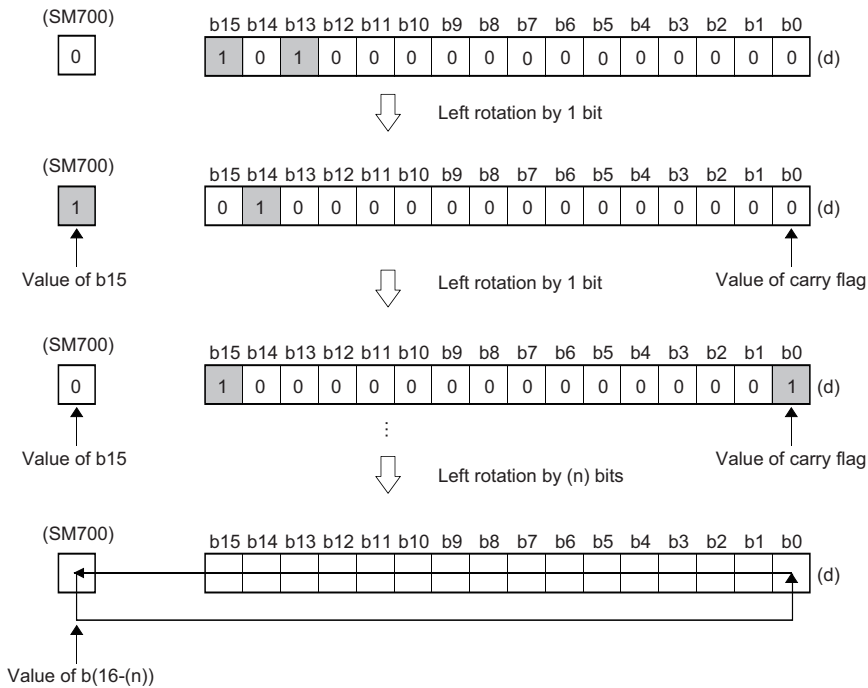 (SM700) b15 b14 b13 b12 b11 b10 b9 b8 b7 b6 b5 b4 b3 b2 b1 b0
0 1 0 1 0 0 0 0 0 0 0 0 0 0 0 0 0 (d)
Left rotation by 1 bit
(SM700) b15 b14 b13 b12 b11 b10 b9 b8 b7 b6 b5 b4 b3 b2 b1 b0
1 0 1 0 0 0 0 0 0 0 0 0 0 0 0 0 0 (d)
Value of b15 Value of carry flag
Left rotation by 1 bit
(SM700) b15 b14 b13 b12 b11 b10 b9 b8 b7 b6 b5 b4 b3 b2 b1 b0
0 1 0 0 0 0 0 0 0 0 0 0 0 0 0 0 1 (d)
Value of b15 Value of carry flag
⋮
Left rotation by (n) bits
(SM700) b15 b14 b13 b12 b11 b10 b9 b8 b7 b6 b5 b4 b3 b2 b1 b0
(d)
Value of b(16-(n))